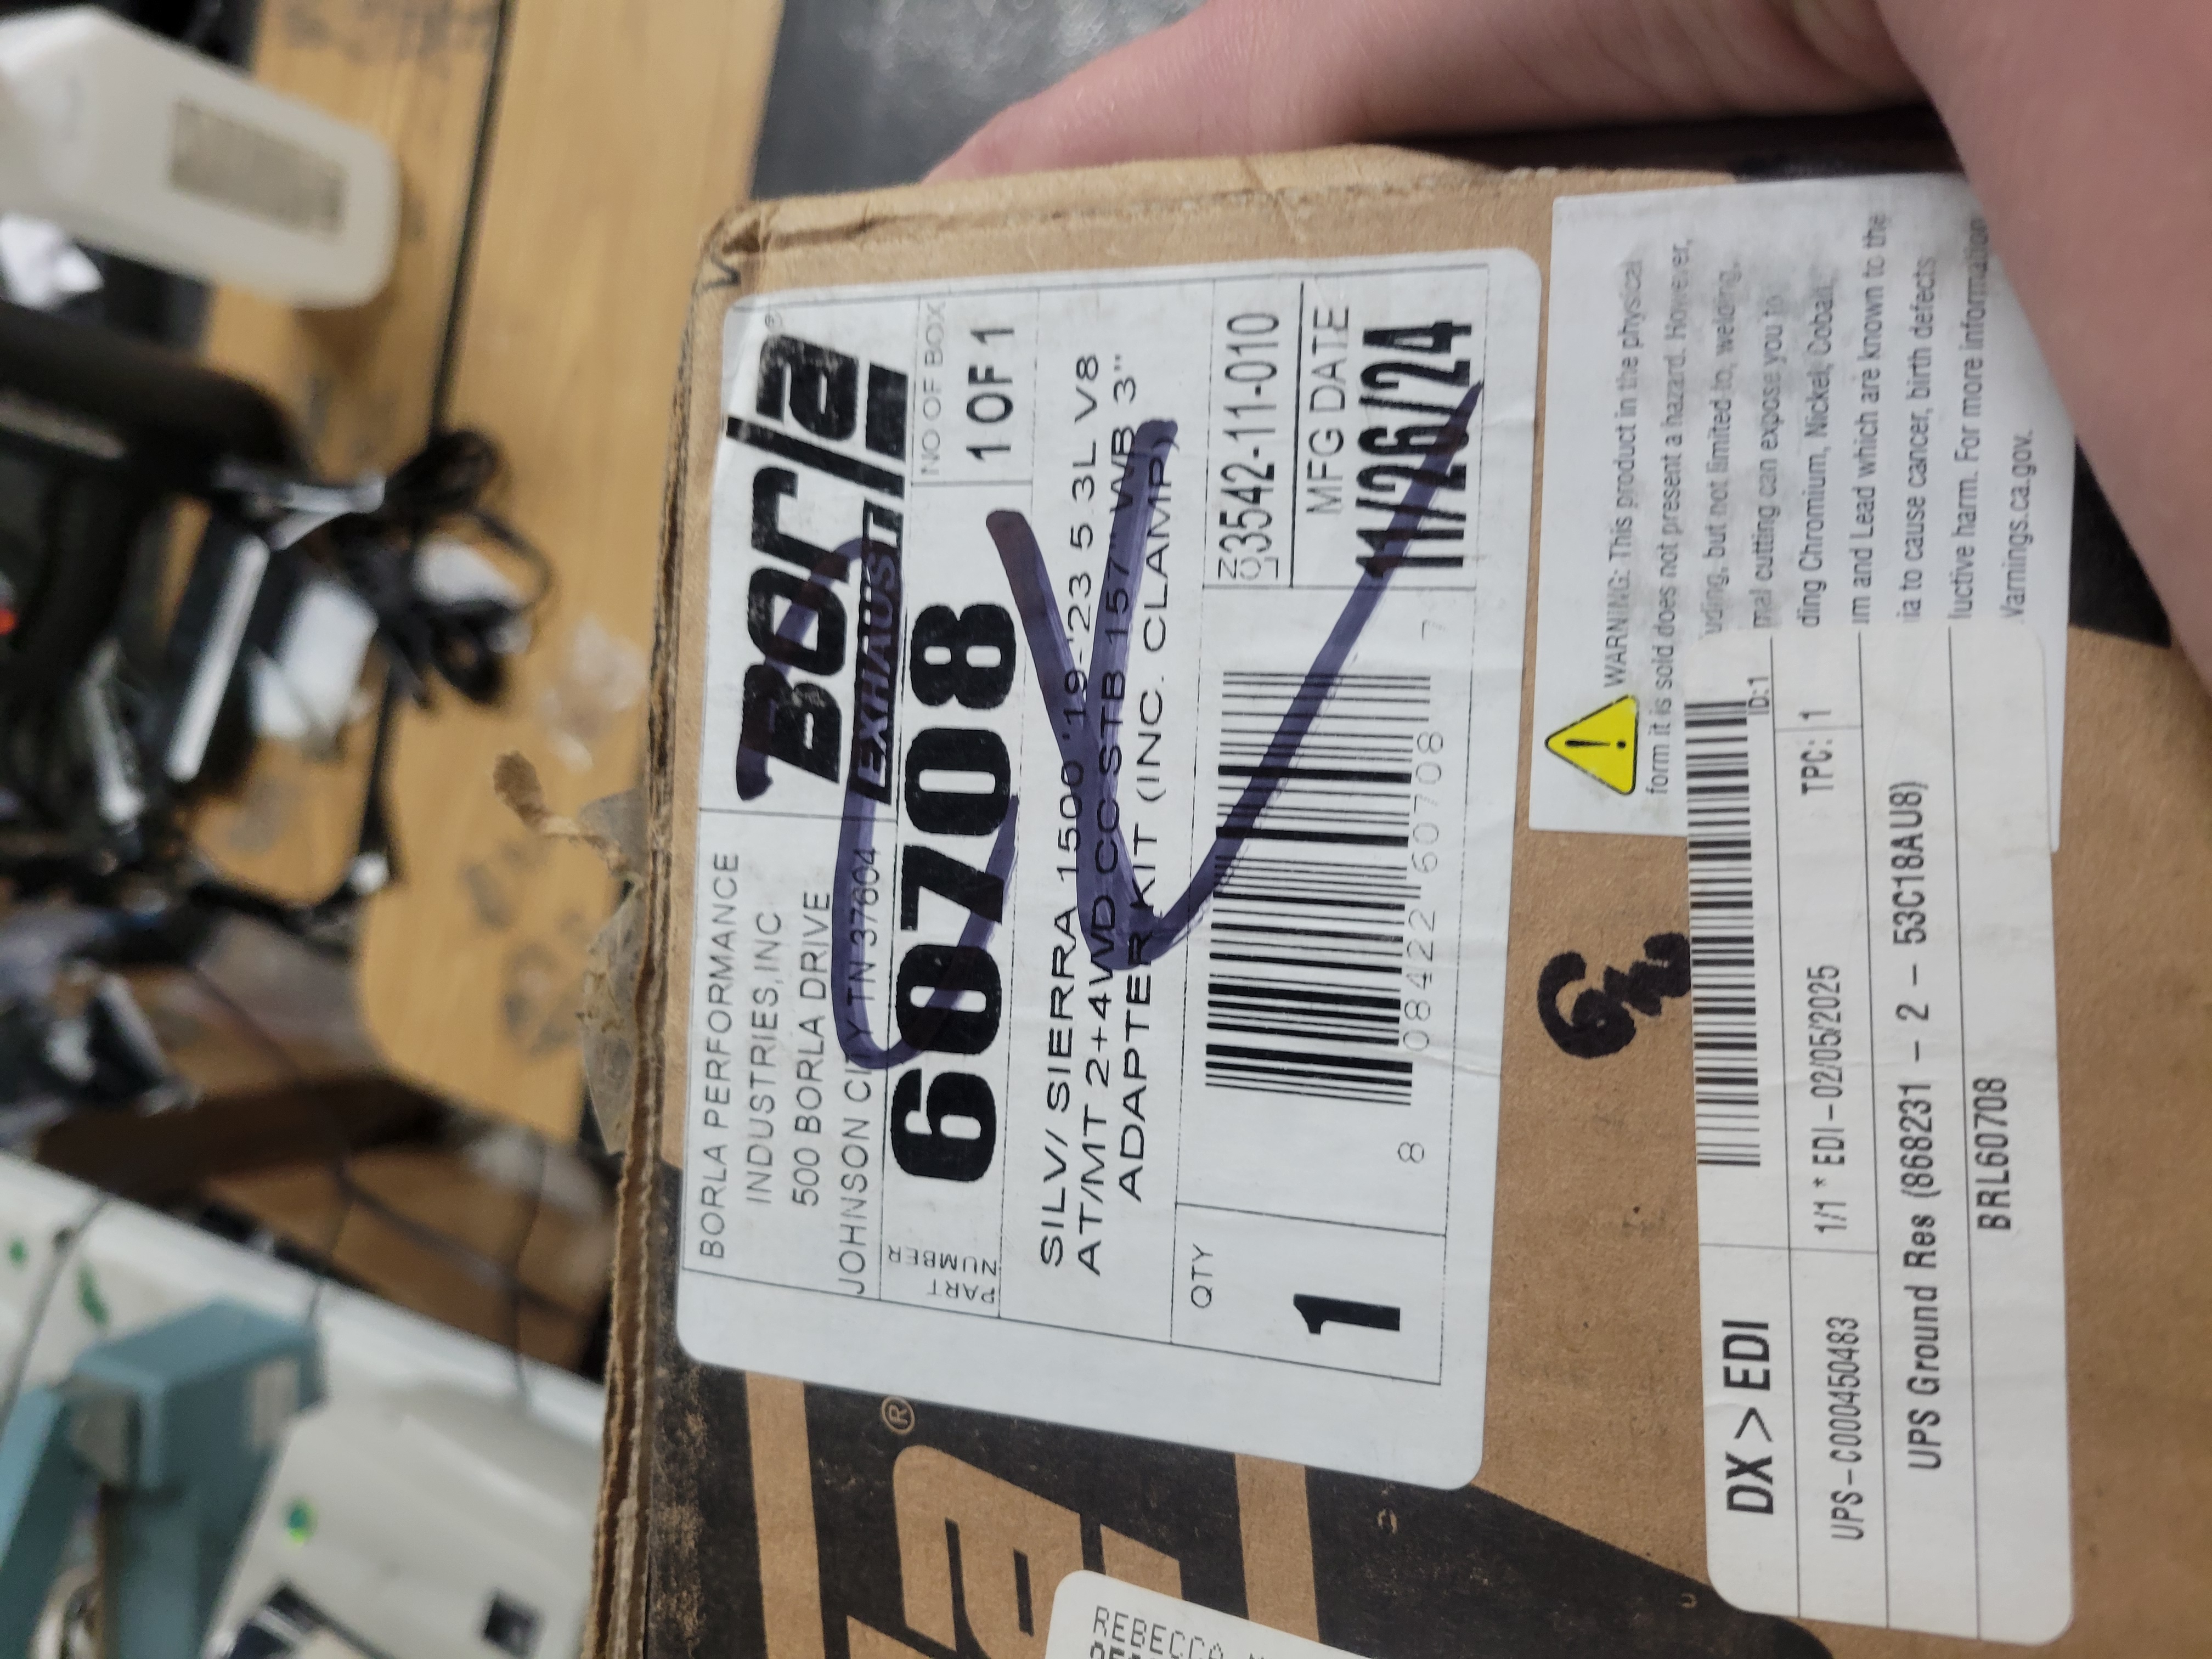 BORLA PERFORMANCE
INDUSTRIES,INC
500 BORLA DRIVE
JOHNSON CITY TN 37604
Borla®
EXHAUST
PART
NUMBER
60708
NO OF BOX
1 OF 1
SILV/ SIERRA 1500 '19-'23 5.3L V8
AT/MT 2+4WD CC STB 157" WB 3"
ADAPTER KIT (INC. CLAMP)
QTY
1
8 08422 60708 7
3542-11-010
MFG DATE
11/26/24
WARNING: This product in the physical
form it is sold does not present a hazard. However,
but not limited to, welding,
cutting can expose you to
ding Chromium, Nickel, Cobalt,
and Lead which are known to the
ia to cause cancer, birth defects
luctive harm. For more information
Varnings.ca.gov.
ID:1
DX > EDI
UPS-C000450483
1/1 * EDI-02/05/2025
TPC: 1
UPS Ground Res (868231 - 2 - 53C18AU8)
BRL60708
®
REBECCA